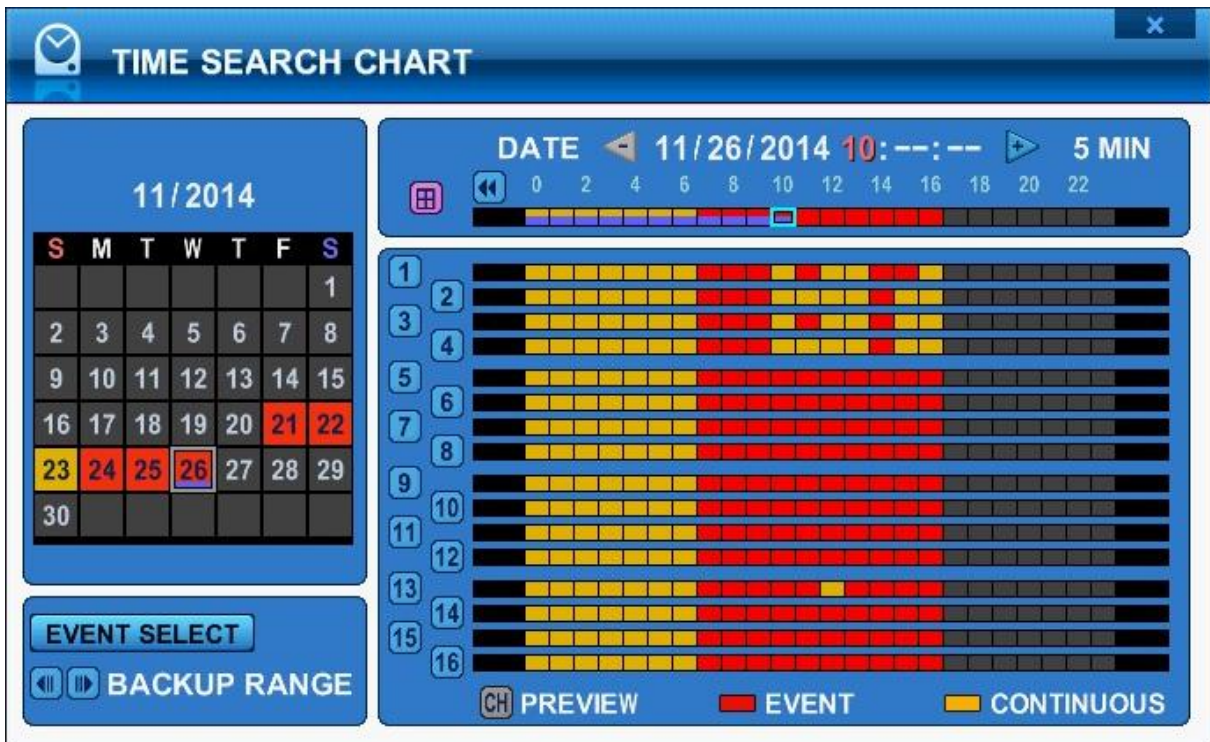 ×
TIME SEARCH CHART
11/2014
S M T W T F S
1
2 3 4 5 6 7 8
9 10 11 12 13 14 15
16 17 18 19 20 21 22
23 24 25 26 27 28 29
30
EVENT SELECT
BACKUP RANGE
DATE - 11/26/2014 10:--:-- + 5 MIN
0 2 4 6 8 10 12 14 16 18 20 22
1
2
3
4
5
6
7
8
9
10
11
12
13
14
15
16
CH PREVIEW EVENT CONTINUOUS